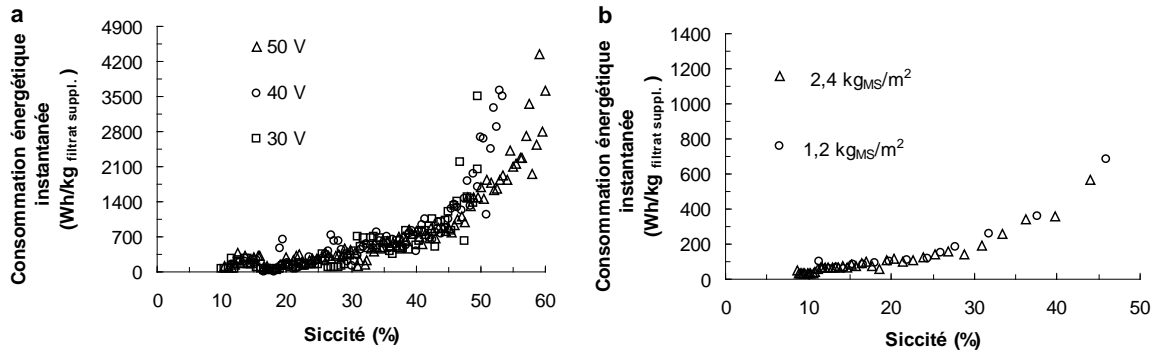 a
Consommation énergétique
instantanée
(Wh/kg filtrat suppl. )
4900
4200
3500
2800
2100
1400
700
0
50 V
40 V
30 V
0 10 20 30 40 50 60
Siccité (%)
b
Consommation énergétique
instantanée
(Wh/kg filtrat suppl. )
1400
1200
1000
800
600
400
200
0
2,4 kgMS/m²
1,2 kgMS/m²
0 10 20 30 40 50
Siccité (%)